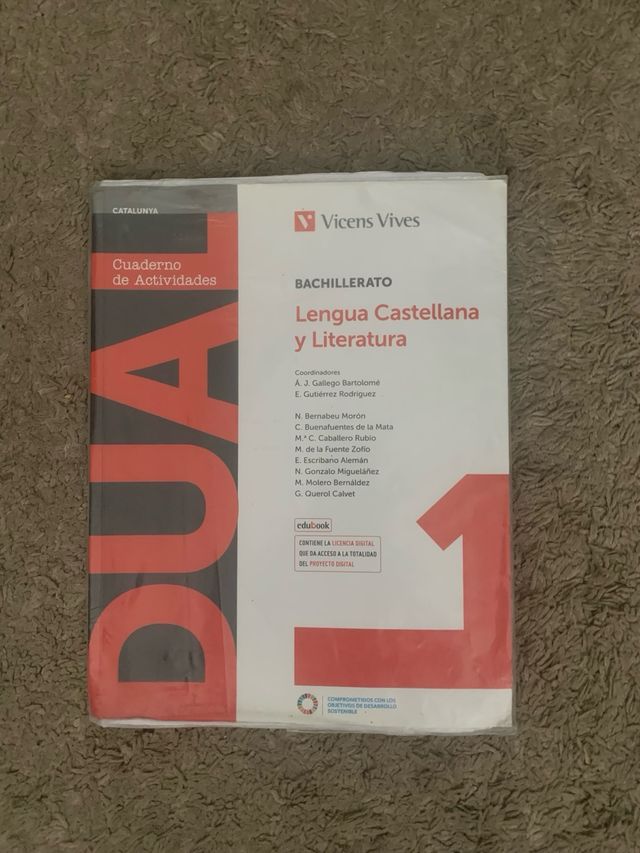 CATALUNYA
Cuaderno
de Actividades
DUAL
V Vicens Vives
BACHILLERATO
Lengua Castellana
y Literatura
Coordinadores
Á. J. Gallego Bartolomé
E. Gutiérrez Rodríguez
N. Bernabeu Morón
C. Buenafuentes de la Mata
M.ª C. Caballero Rubio
M. de la Fuente Zofío
E. Escribano Alemán
N. Gonzalo Migueláñez
M. Molero Bernáldez
G. Querol Calvet
edubook
CONTIENE LA LICENCIA DIGITAL
QUE DA ACCESO A LA TOTALIDAD
DEL PROYECTO DIGITAL
L1
COMPROMETIDOS CON LOS
OBJETIVOS DE DESARROLLO
SOSTENIBLE